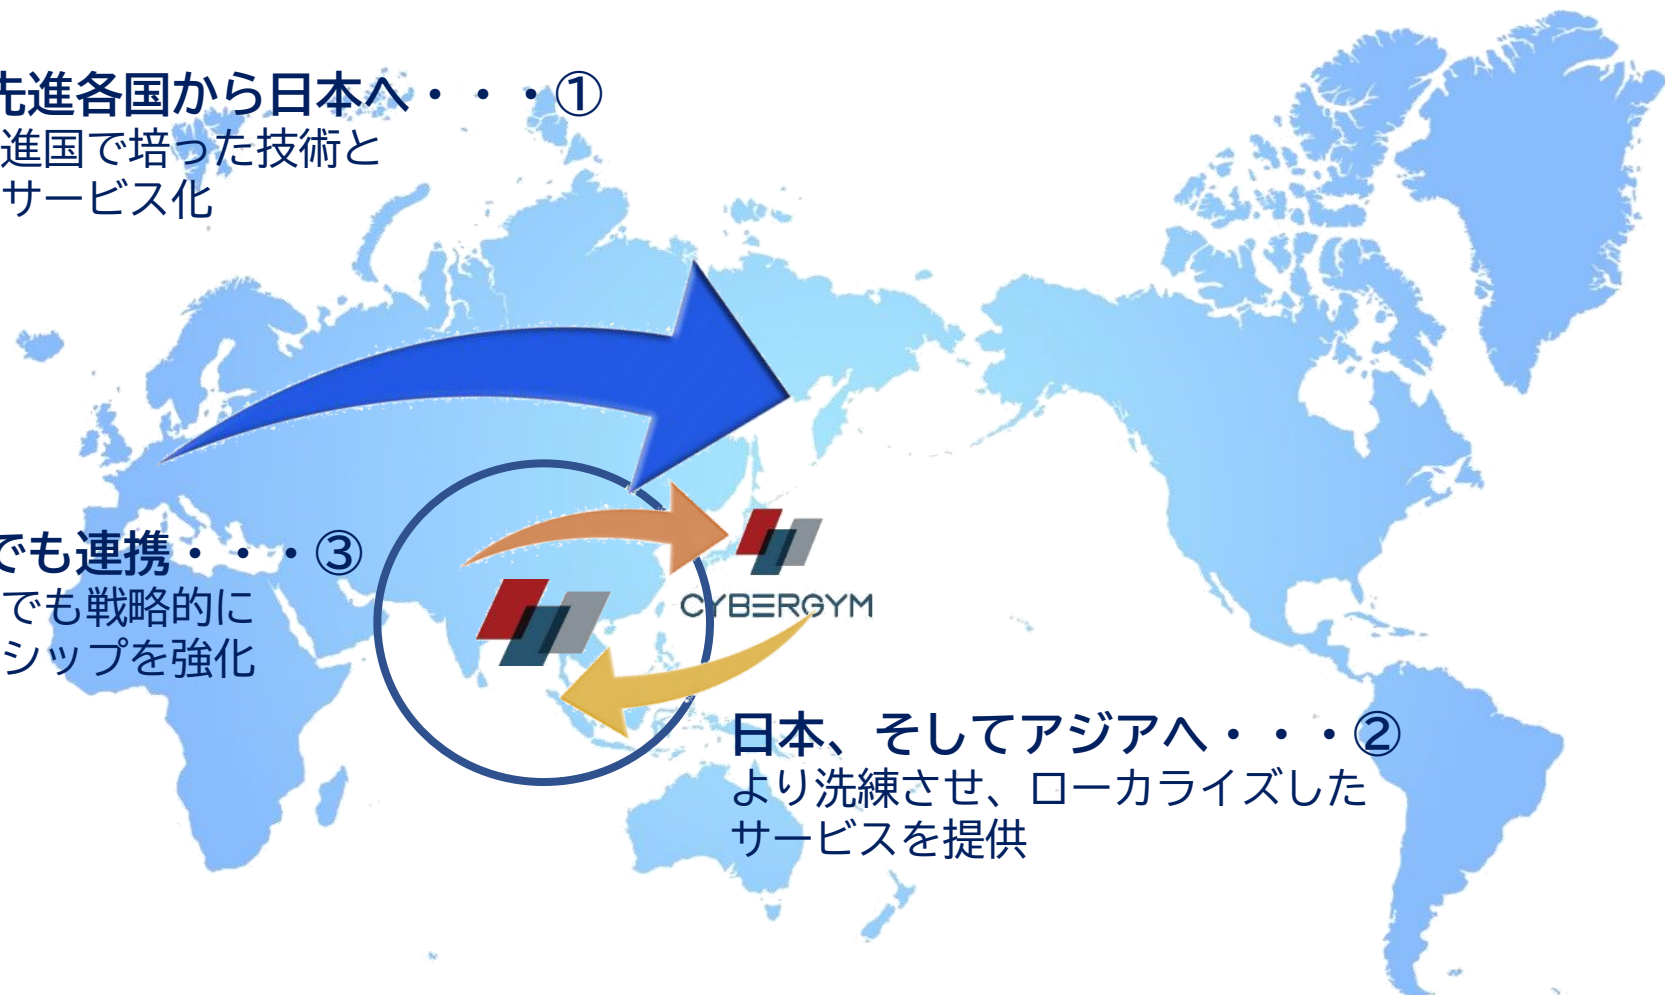 先進各国から日本へ・・・①
進国で培った技術と
サービス化
でも連携・・・③
でも戦略的に
シップを強化
CYBERGYM
日本、そしてアジアへ・・・②
より洗練させ、ローカライズした
サービスを提供